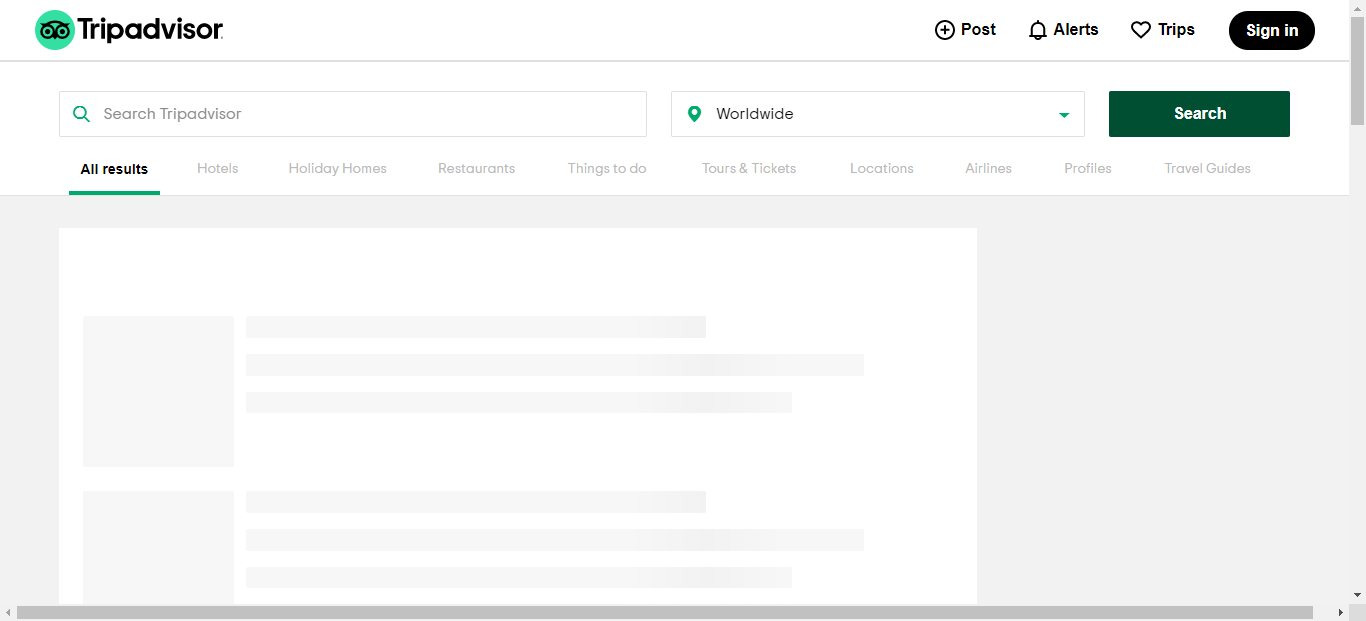 Tripadvisor
Post
Alerts
Trips
Sign in
Search Tripadvisor
Worldwide
Search
All results
Hotels
Holiday Homes
Restaurants
Things to do
Tours & Tickets
Locations
Airlines
Profiles
Travel Guides